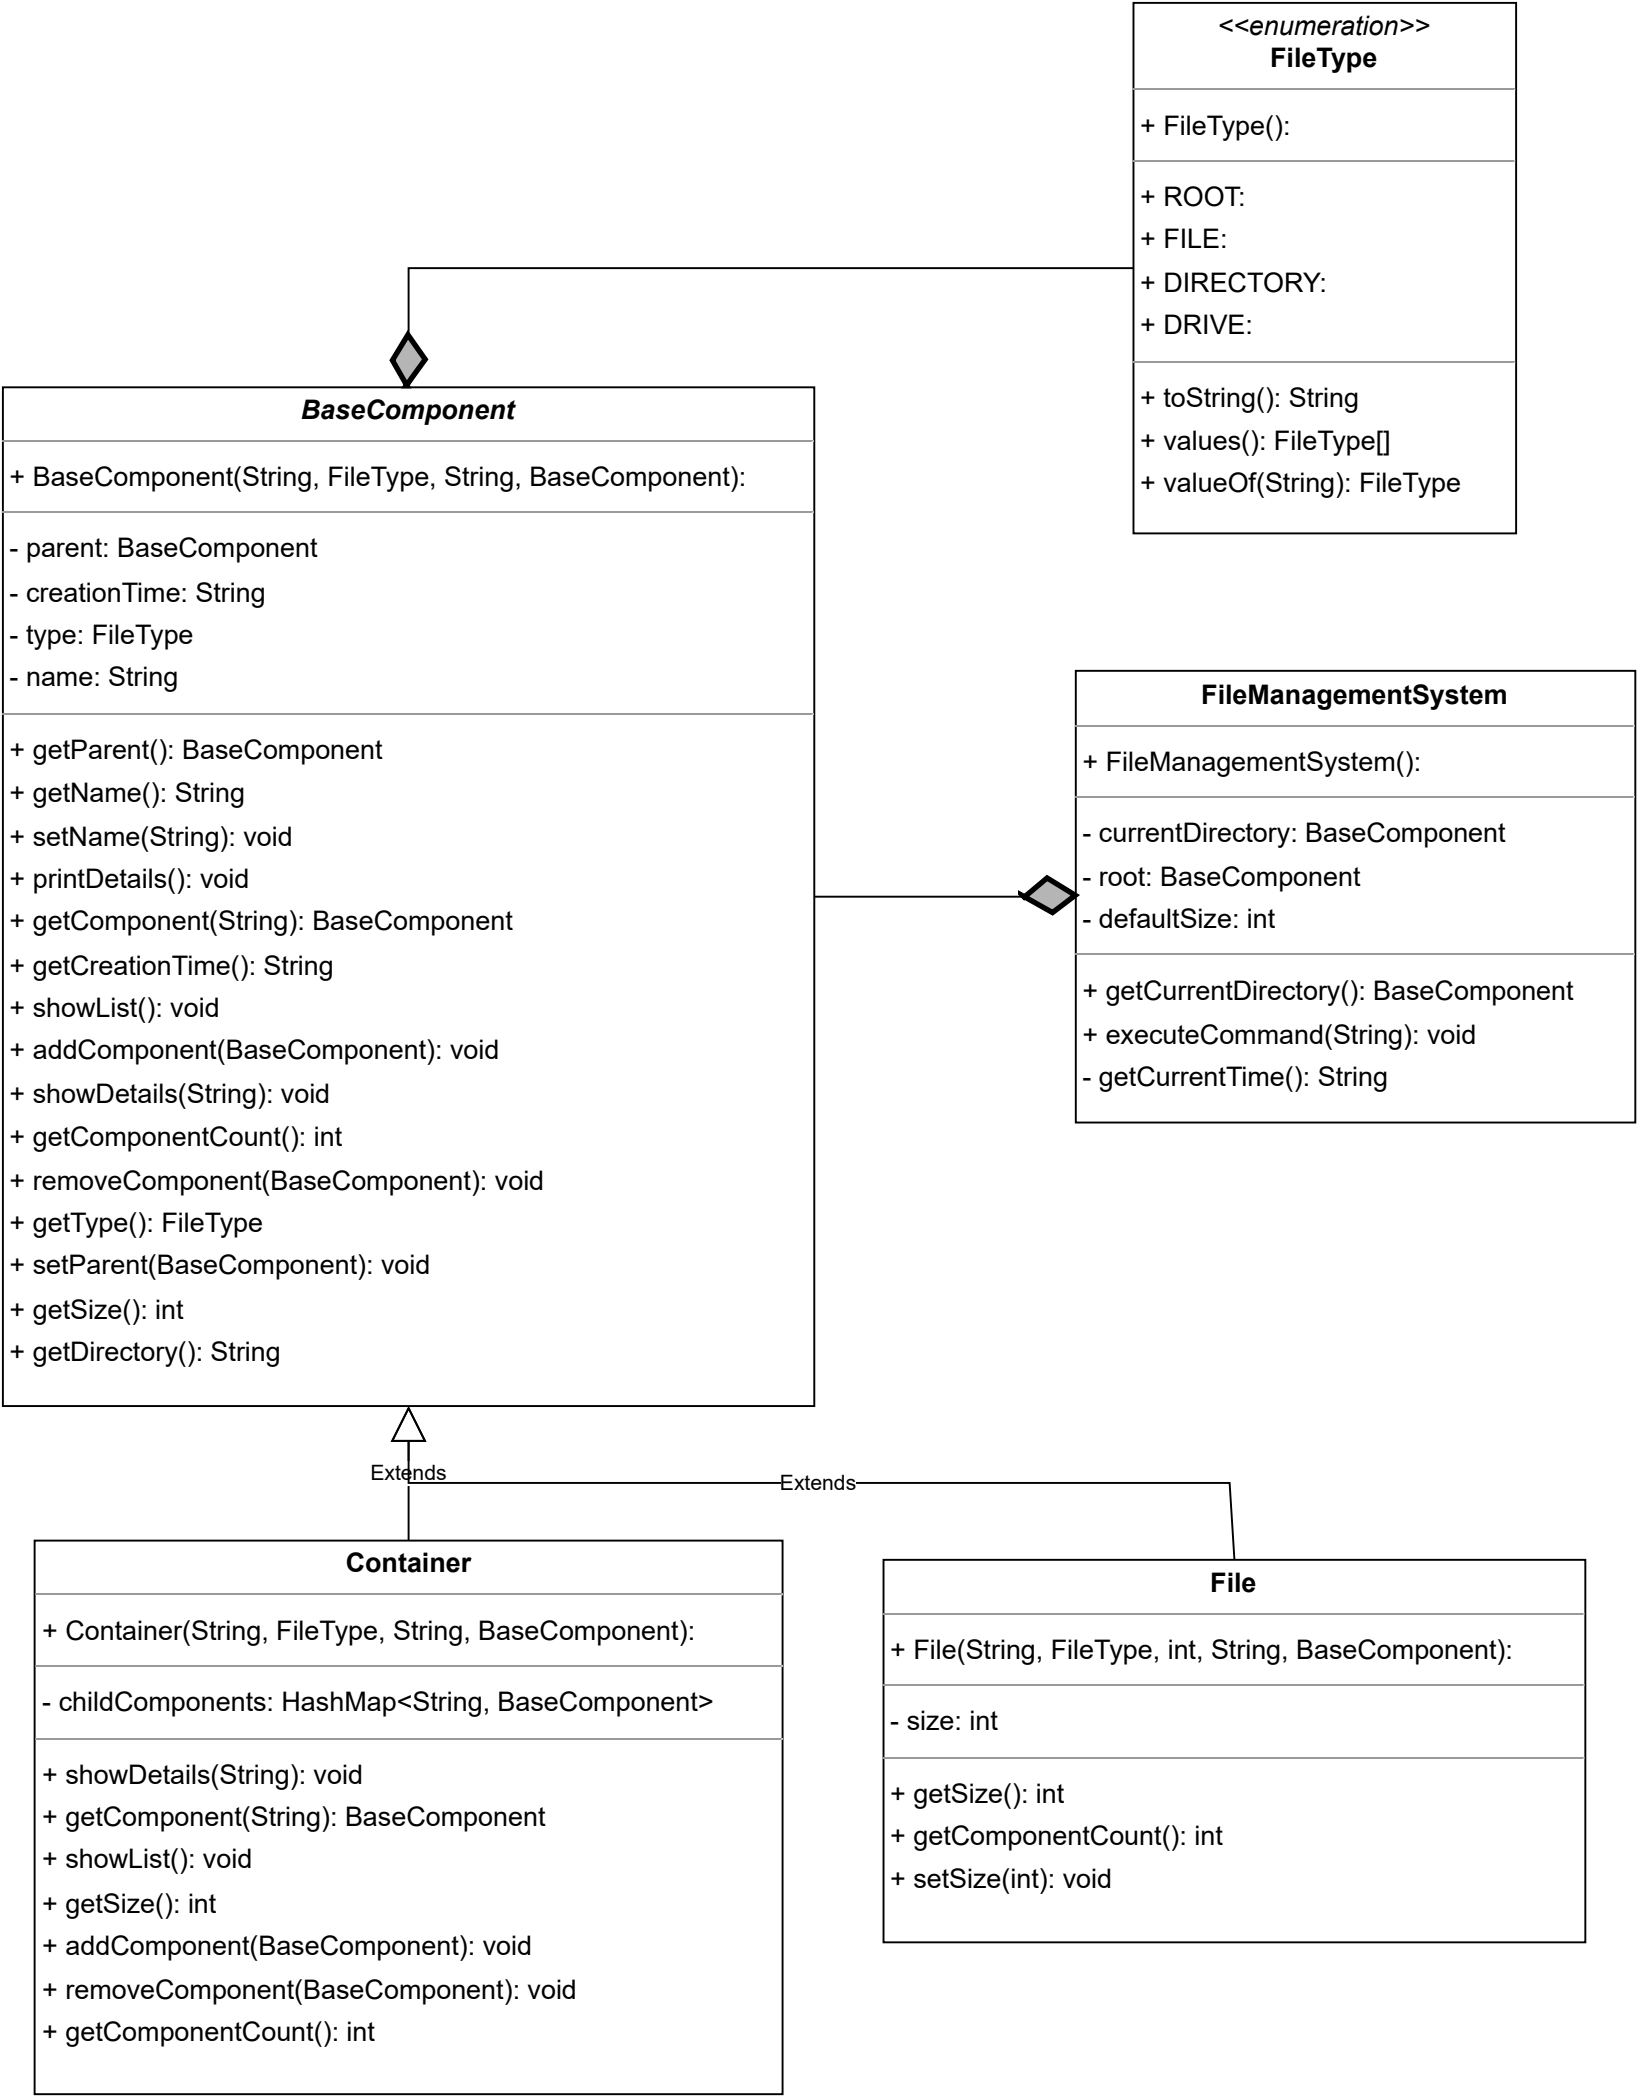 <<enumeration>>
FileType
+ FileType():
+ ROOT:
+ FILE:
+ DIRECTORY:
+ DRIVE:
+ toString(): String
+ values(): FileType[]
+ valueOf(String): FileType
BaseComponent
+ BaseComponent(String, FileType, String, BaseComponent):
- parent: BaseComponent
- creationTime: String
- type: FileType
- name: String
+ getParent(): BaseComponent
+ getName(): String
+ setName(String): void
+ printDetails(): void
+ getComponent(String): BaseComponent
+ getCreationTime(): String
+ showList(): void
+ addComponent(BaseComponent): void
+ showDetails(String): void
+ getComponentCount(): int
+ removeComponent(BaseComponent): void
+ getType(): FileType
+ setParent(BaseComponent): void
+ getSize(): int
+ getDirectory(): String
FileManagementSystem
+ FileManagementSystem():
- currentDirectory: BaseComponent
- root: BaseComponent
- defaultSize: int
+ getCurrentDirectory(): BaseComponent
+ executeCommand(String): void
- getCurrentTime(): String
Extends
Extends
Container
+ Container(String, FileType, String, BaseComponent):
- childComponents: HashMap<String, BaseComponent>
+ showDetails(String): void
+ getComponent(String): BaseComponent
+ showList(): void
+ getSize(): int
+ addComponent(BaseComponent): void
+ removeComponent(BaseComponent): void
+ getComponentCount(): int
File
+ File(String, FileType, int, String, BaseComponent):
- size: int
+ getSize(): int
+ getComponentCount(): int
+ setSize(int): void